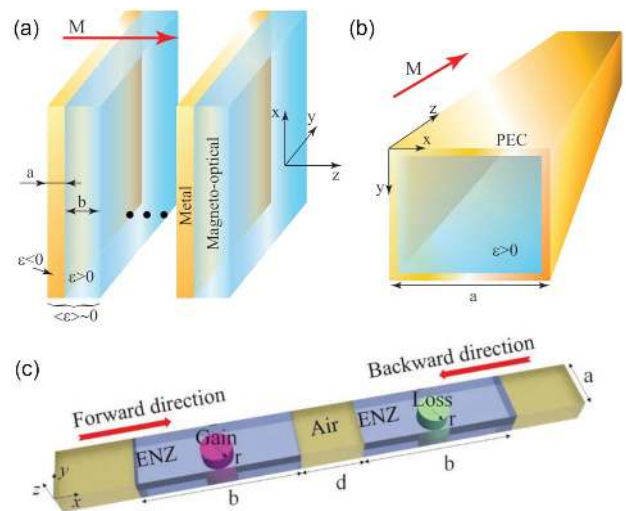 (a)
M
a
b
x
y
z
Metal
Magneto-optical
ε<0
ε>0
<ε>~0
(b)
M
z
x
y
PEC
ε>0
a
(c)
Forward direction
Backward direction
ENZ
Gain
r
Air
ENZ
Loss
r
a
y
z
x
b
d
b